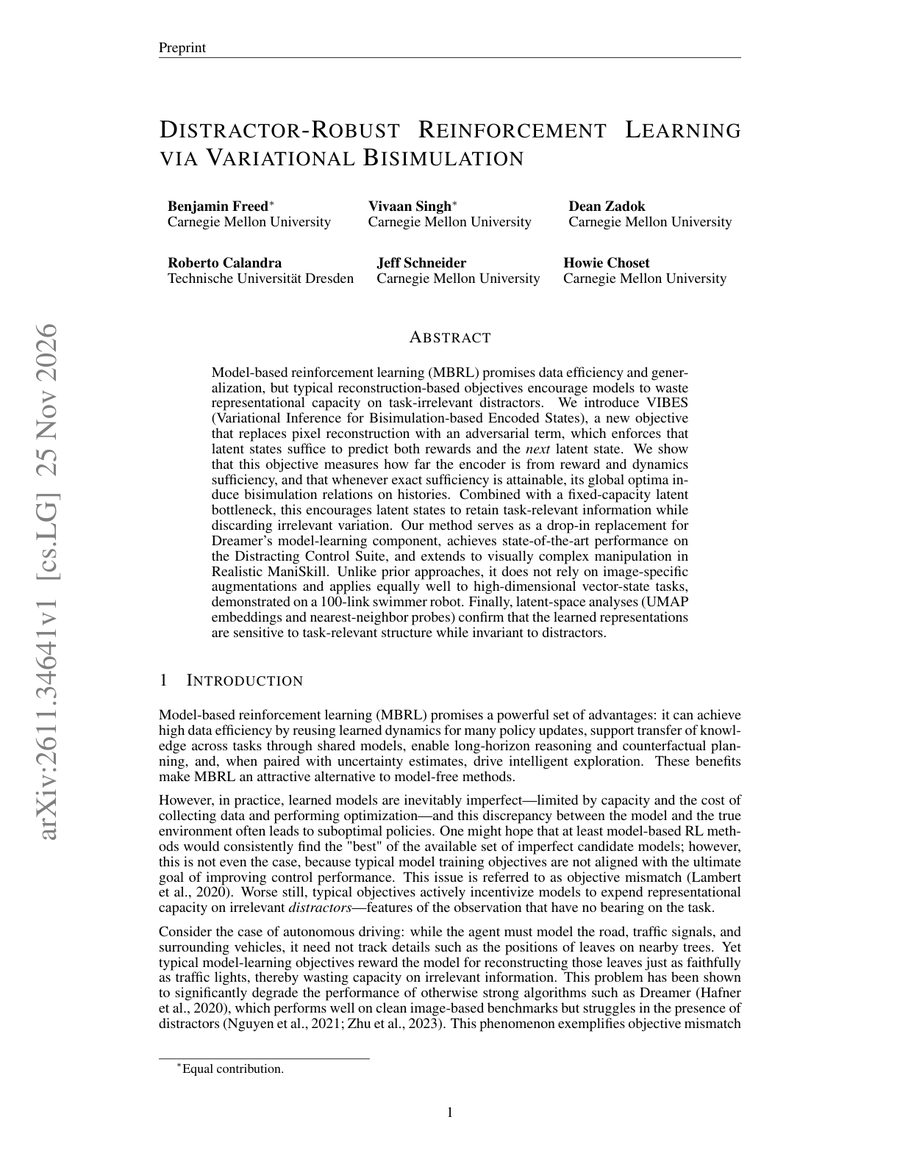 Preprint
DISTRACTOR-ROBUST REINFORCEMENT LEARNING
VIA VARIATIONAL BISIMULATION
Benjamin Freed* Vivaan Singh* Dean Zadok
Carnegie Mellon University Carnegie Mellon University Carnegie Mellon University
Roberto Calandra Jeff Schneider Howie Choset
Technische Universität Dresden Carnegie Mellon University Carnegie Mellon University
ABSTRACT
Model-based reinforcement learning (MBRL) promises data efficiency and gener-
alization, but typical reconstruction-based objectives encourage models to waste
representational capacity on task-irrelevant distractors. We introduce VIBES
(Variational Inference for Bisimulation-based Encoded States), a new objective
that replaces pixel reconstruction with an adversarial term, which enforces that
latent states suffice to predict both rewards and the next latent state. We show
that this objective measures how far the encoder is from reward and dynamics
sufficiency, and that whenever exact sufficiency is attainable, its global optima in-
duce bisimulation relations on histories. Combined with a fixed-capacity latent
bottleneck, this encourages latent states to retain task-relevant information while
discarding irrelevant variation. Our method serves as a drop-in replacement for
Dreamer's model-learning component, achieves state-of-the-art performance on
the Distracting Control Suite, and extends to visually complex manipulation in
Realistic ManiSkill. Unlike prior approaches, it does not rely on image-specific
augmentations and applies equally well to high-dimensional vector-state tasks,
demonstrated on a 100-link swimmer robot. Finally, latent-space analyses (UMAP
embeddings and nearest-neighbor probes) confirm that the learned representations
are sensitive to task-relevant structure while invariant to distractors.
1 INTRODUCTION
Model-based reinforcement learning (MBRL) promises a powerful set of advantages: it can achieve
high data efficiency by reusing learned dynamics for many policy updates, support transfer of knowl-
edge across tasks through shared models, enable long-horizon reasoning and counterfactual plan-
ning, and, when paired with uncertainty estimates, drive intelligent exploration. These benefits
make MBRL an attractive alternative to model-free methods.
However, in practice, learned models are inevitably imperfect—limited by capacity and the cost of
collecting data and performing optimization—and this discrepancy between the model and the true
environment often leads to suboptimal policies. One might hope that at least model-based RL meth-
ods would consistently find the "best" of the available set of imperfect candidate models; however,
this is not even the case, because typical model training objectives are not aligned with the ultimate
goal of improving control performance. This issue is referred to as objective mismatch (Lambert
et al., 2020). Worse still, typical objectives actively incentivize models to expend representational
capacity on irrelevant distractors—features of the observation that have no bearing on the task.
Consider the case of autonomous driving: while the agent must model the road, traffic signals, and
surrounding vehicles, it need not track details such as the positions of leaves on nearby trees. Yet
typical model-learning objectives reward the model for reconstructing those leaves just as faithfully
as traffic lights, thereby wasting capacity on irrelevant information. This problem has been shown
to significantly degrade the performance of otherwise strong algorithms such as Dreamer (Hafner
et al., 2020), which performs well on clean image-based benchmarks but struggles in the presence of
distractors (Nguyen et al., 2021; Zhu et al., 2023). This phenomenon exemplifies objective mismatch
*Equal contribution.
1
arXiv:2611.34641v1 [cs.LG] 25 Nov 2026